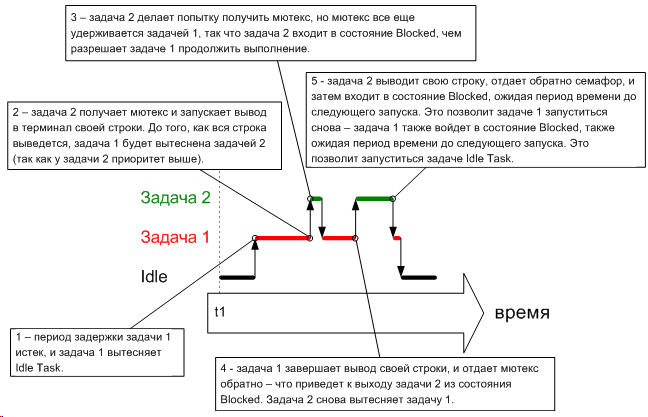 3 – задача 2 делает попытку получить мютекс, но мютекс все еще
удерживается задачей 1, так что задача 2 входит в состояние Blocked, чем
разрешает задаче 1 продолжить выполнение.
5 - задача 2 выводит свою строку, отдает обратно семафор, и
затем входит в состояние Blocked, ожидая период времени до
следующего запуска. Это позволит задаче 1 запуститься
снова – задача 1 также войдет в состояние Blocked, также
ожидая период времени до следующего запуска. Это
позволит запуститься задаче Idle Task.
2 – задача 2 получает мютекс и запускает вывод
в терминал своей строки. До того, как вся строка
выведется, задача 1 будет вытеснена задачей 2
(так как у задачи 2 приоритет выше).
Задача 2
Задача 1
Idle
t1
время
1 – период задержки задачи 1
истек, и задача 1 вытесняет
Idle Task.
4 - задача 1 завершает вывод своей строки, и отдает мютекс
обратно – что приведет к выходу задачи 2 из состояния
Blocked. Задача 2 снова вытесняет задачу 1.